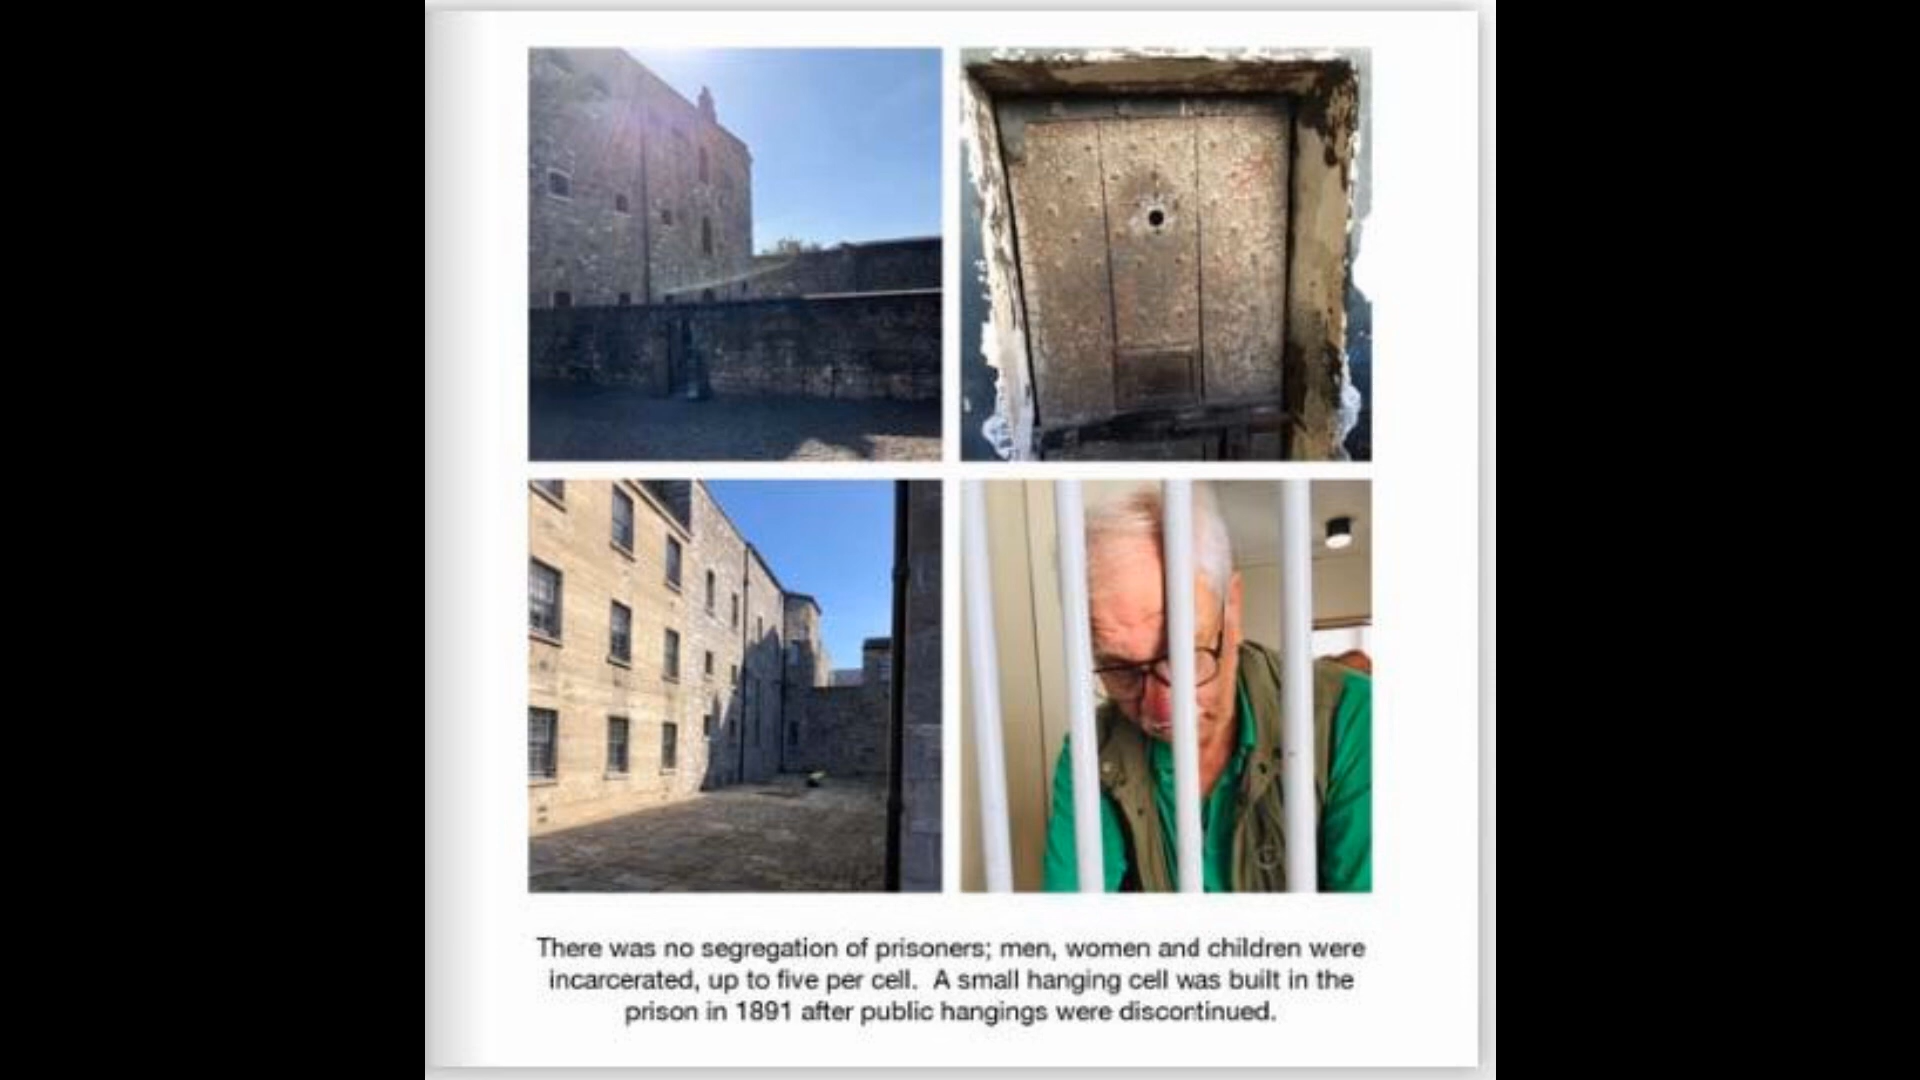 There was no segregation of prisoners; men, women and children were
incarcerated, up to five per cell.  A small hanging cell was built in the
prison in 1891 after public hangings were discontinued.